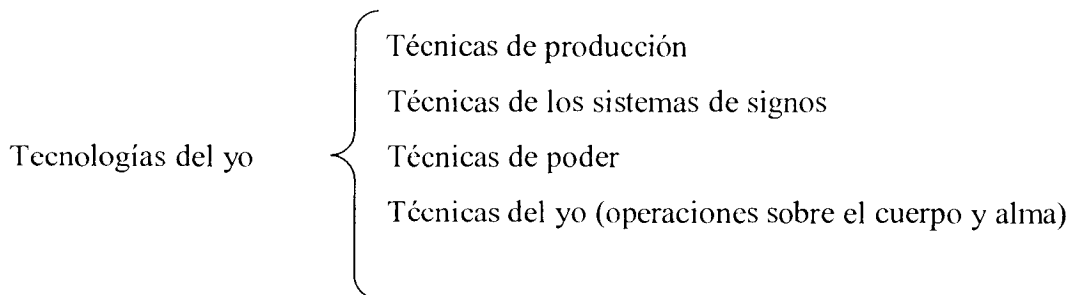 Técnicas de producción
Técnicas de los sistemas de signos
Tecnologías del yo
Técnicas de poder
Técnicas del yo (operaciones sobre el cuerpo y alma)